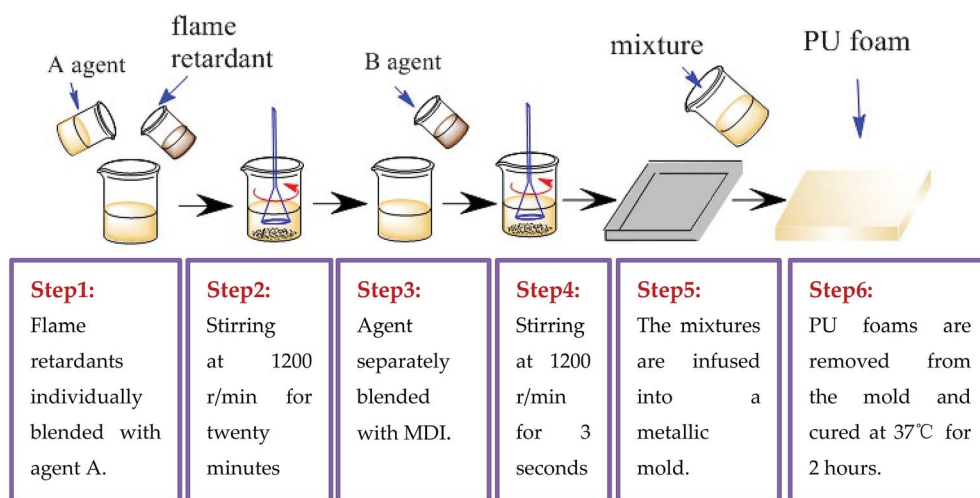 flame
retardant
A agent
B agent
mixture
PU foam
Step1:
Flame
retardants
individually
blended with
agent A.
Step2:
Stirring
at 1200
r/min for
twenty
minutes
Step3:
Agent
separately
blended
with MDI.
Step4:
Stirring
at 1200
r/min
for 3
seconds
Step5:
The mixtures
are infused
into a
metallic
mold.
Step6:
PU foams are
removed from
the mold and
cured at 37℃ for
2 hours.